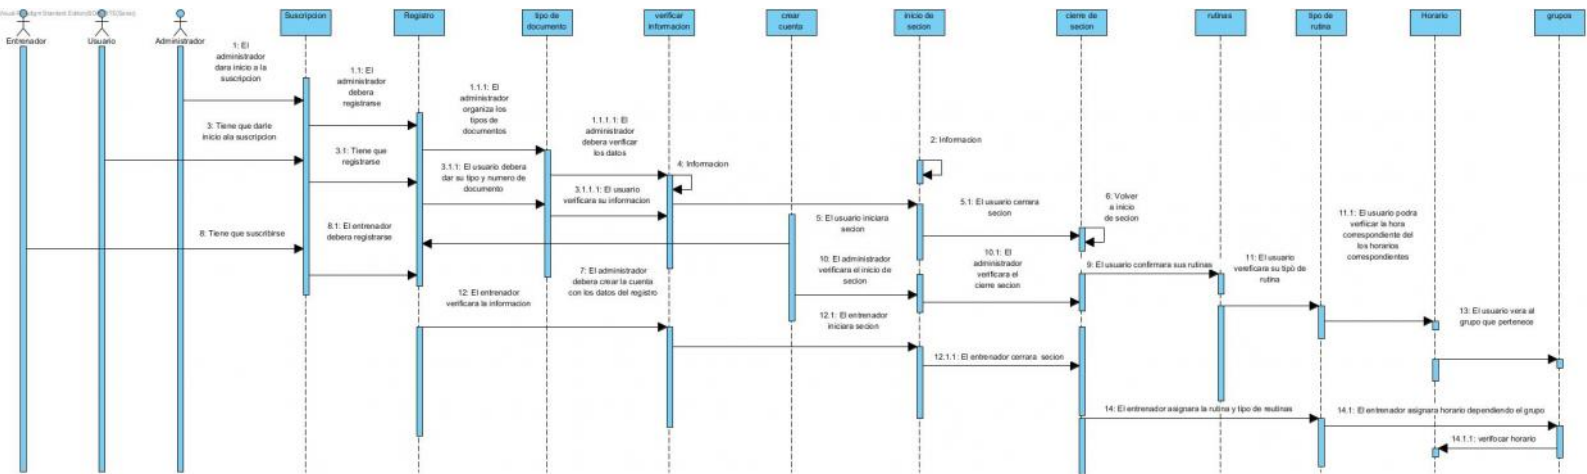 Suscripcion
Registro
tipo de
documento
verificar
informacion
crear
cuenta
inicio de
secion
cierre de
secion
rutinas
tipo de
rutina
Horario
grupos
Entrenador
Usuario
Administrador
1: El
administrador
dara inicio a la
suscripcion
1.1: El
administrador
debera
registrarse
1.1.1: El
administrador
organiza los
tipos de
documentos
1.1.1.1: El
administrador
debera verificar
los datos
2: Informacion
3: Tiene que darle
inicio ala suscripcion
3.1: Tiene que
registrarse
3.1.1: El usuario debera
dar su tipo y numero de
documento
3.1.1.1: El usuario
verificara su informacion
4: Informacion
5: El usuario iniciara
secion
5.1: El usuario cerrara
secion
6: Volver
a inicio
de secion
7: El administrador
debera crear la cuenta
con los datos del registro
8: Tiene que suscribirse
8.1: El entrenador
debera registrarse
9: El usuario confirmara sus rutinas
10: El administrador
verificara el inicio de
secion
10.1: El
administrador
verificara el
cierre secion
11: El usuario
vereficara su tipò de
rutina
11.1: El usuario podra
verificar la hora
correspondiente del
los horarios
correspondientes
12: El entrenador
verificara la informacion
12.1: El entrenador
iniciara secion
12.1.1: El entrenador cerrara secion
13: El usuario vera al
grupo que pertenece
14: El entrenador asignara la rutina y tipo de reutinas
14.1: El entrenador asignara horario dependiendo el grupo
14.1.1: verifocar horario